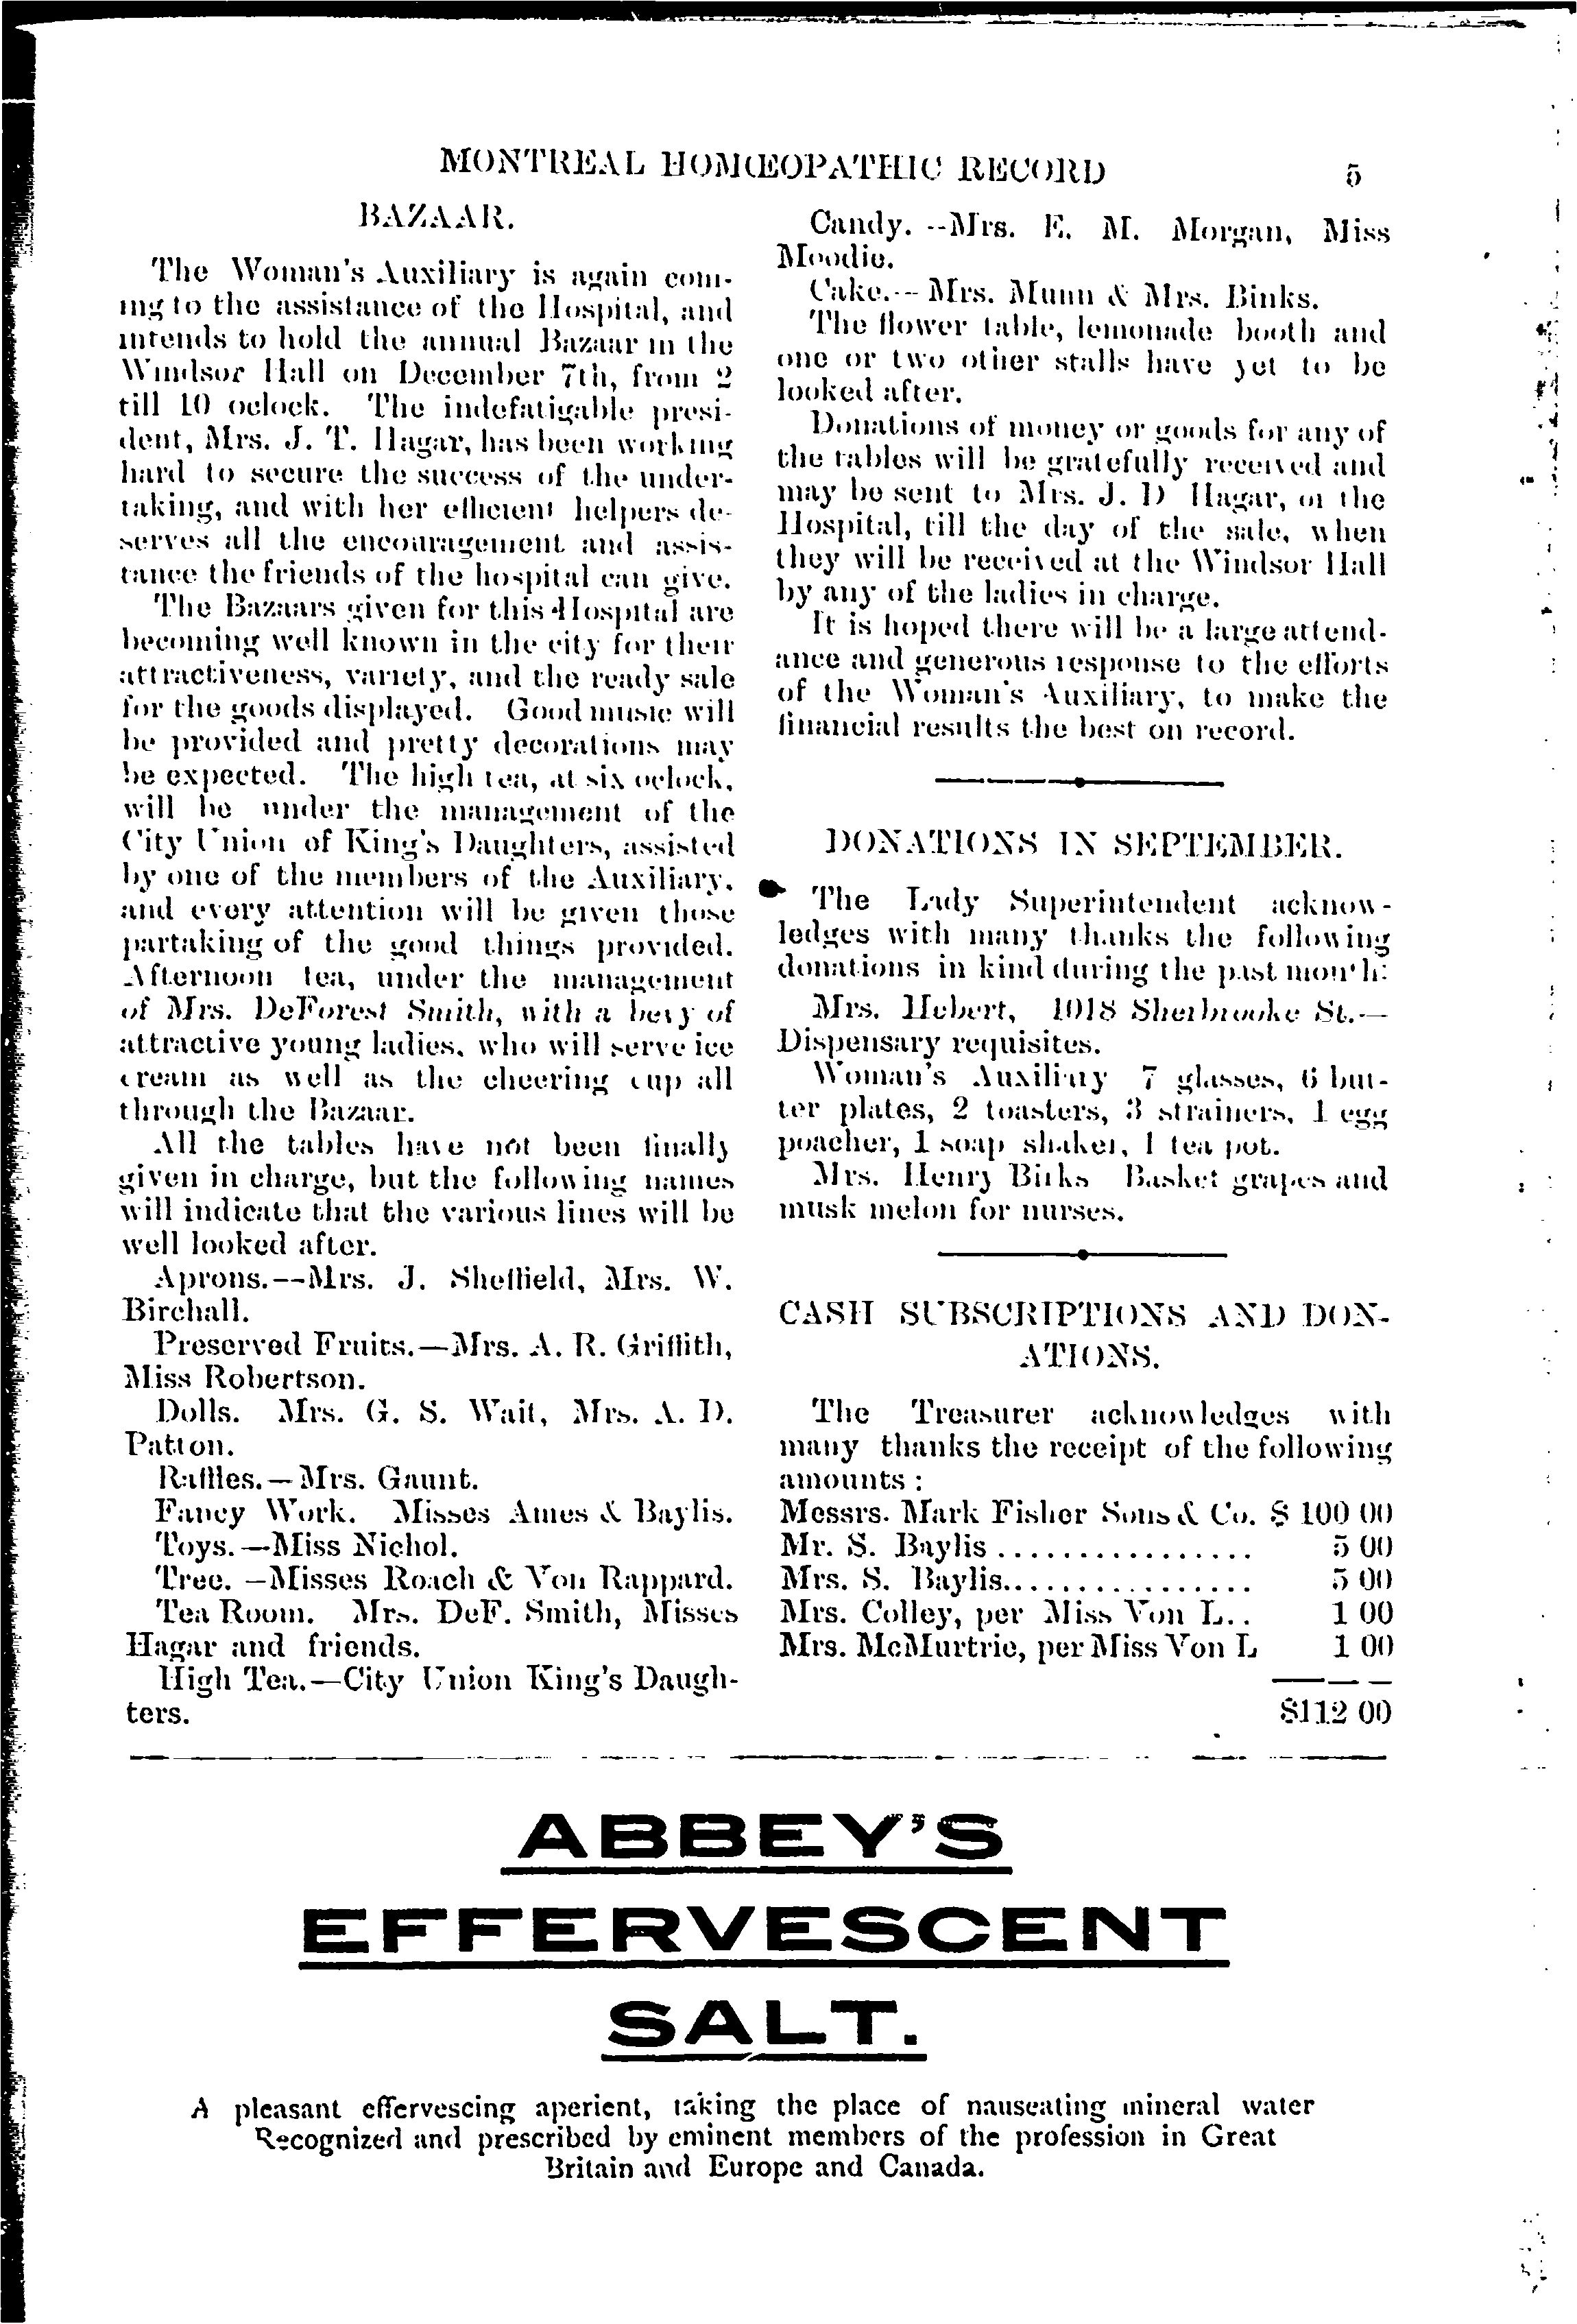 MONTREAL HOMŒOPATHIC RECORD 5
BAZAAR.
The Woman's Auxiliary is again com-
ing to the assistance of the Hospital, and
intends to hold the annual Bazaar in the
Windsor Hall on December 7th, from 2
till 10 oclock. The indefatigable presi-
dent, Mrs. J. T. Hagar, has been working
hard to secure the success of the under-
taking, and with her efficient helpers de-
serves all the encouragement and assis-
tance the friends of the hospital can give.
The Bazaars given for this Hospital are
becoming well known in the city for their
attractiveness, variety, and the ready sale
for the goods displayed. Good music will
be provided and pretty decorations may
be expected. The high tea, at six oclock,
will be under the management of the
City Union of King's Daughters, assisted
by one of the members of the Auxiliary,
and every attention will be given those
partaking of the good things provided.
Afternoon tea, under the management
of Mrs. DeForest Smith, with a bevy of
attractive young ladies, who will serve ice
cream as well as the cheering cup all
through the Bazaar.
All the tables have not been finally
given in charge, but the following names
will indicate that the various lines will be
well looked after.
Aprons.--Mrs. J. Sheffield, Mrs. W.
Birchall.
Preserved Fruits.—Mrs. A. R. Griffith,
Miss Robertson.
Dolls. Mrs. G. S. Wait, Mrs. A. D.
Patton.
Raffles.—Mrs. Gaunt.
Fancy Work. Misses Ames & Baylis.
Toys.—Miss Nichol.
Tree.—Misses Roach & Von Rappard.
Tea Room. Mrs. DeF. Smith, Misses
Hagar and friends.
High Tea.—City Union King's Daugh-
ters.
Candy.--Mrs. E. M. Morgan, Miss
Moodie.
Cake.--Mrs. Munn & Mrs. Binks.
The flower table, lemonade booth and
one or two other stalls have yet to be
looked after.
Donations of money or goods for any of
the tables will be gratefully received and
may be sent to Mrs. J. D Hagar, or the
Hospital, till the day of the sale, when
they will be received at the Windsor Hall
by any of the ladies in charge.
It is hoped there will be a large attend-
ance and generous response to the efforts
of the Woman's Auxiliary, to make the
financial results the best on record.
DONATIONS IN SEPTEMBER.
The Lady Superintendent acknow-
ledges with many thanks the following
donations in kind during the past month:
Mrs. Hebert, 1018 Sherbrooke St.—
Dispensary requisites.
Woman's Auxiliary 7 glasses, 6 but-
ter plates, 2 toasters, 3 strainers, 1 egg
poacher, 1 soap shaker, 1 tea pot.
Mrs. Henry Birks Basket grapes and
musk melon for nurses.
CASH SUBSCRIPTIONS AND DON-
ATIONS.
The Treasurer acknowledges with
many thanks the receipt of the following
amounts:
Messrs. Mark Fisher Sons & Co. $ 100 00
Mr. S. Baylis ................ 5 00
Mrs. S. Baylis................ 5 00
Mrs. Colley, per Miss Von L.. 1 00
Mrs. McMurtrie, per Miss Von L 1 00
$112 00
ABBEY'S
EFFERVESCENT
SALT.
A pleasant effervescing aperient, taking the place of nauseating mineral water
Recognized and prescribed by eminent members of the profession in Great
Britain and Europe and Canada.